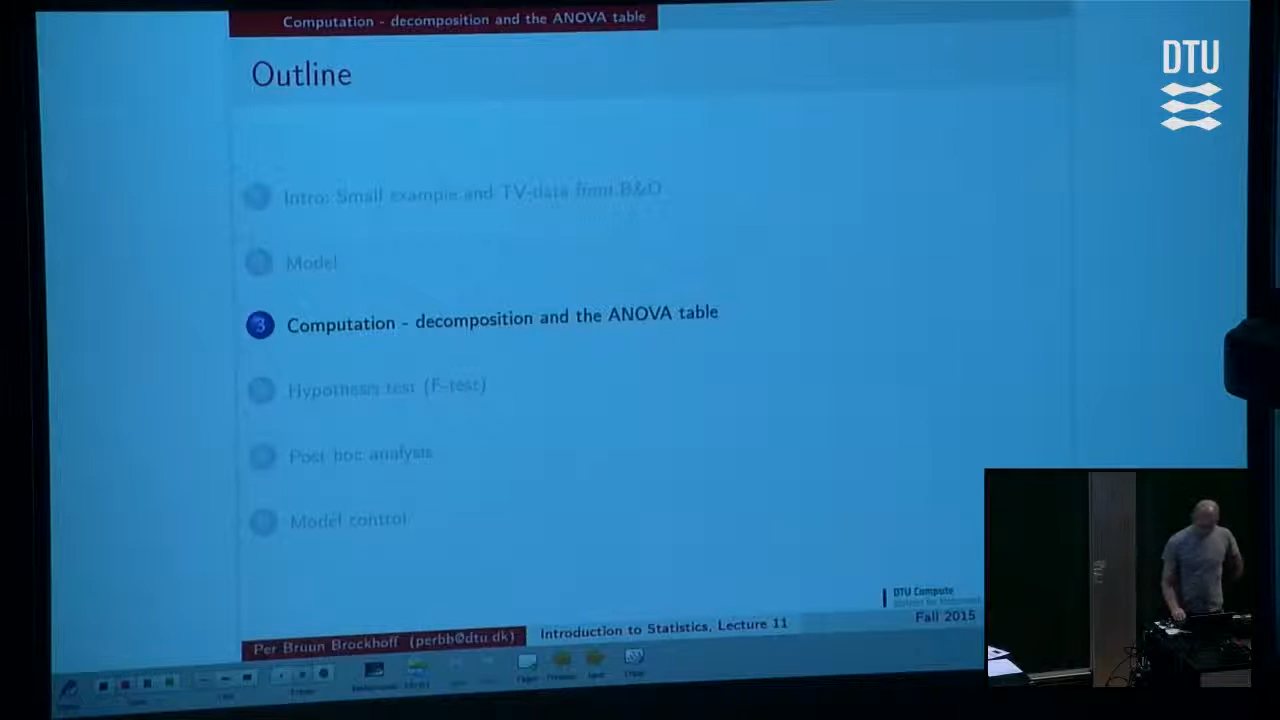 Computation - decomposition and the ANOVA table
DTU
Outline
Intro: Small example and TV-data from B&O
Model
3 Computation - decomposition and the ANOVA table
Hypothesis test (F-test)
Post hoc analysis
Model control
DTU Compute
Fall 2015
Per Bruun Brockhoff (perbb@dtu.dk) Introduction to Statistics, Lecture 11